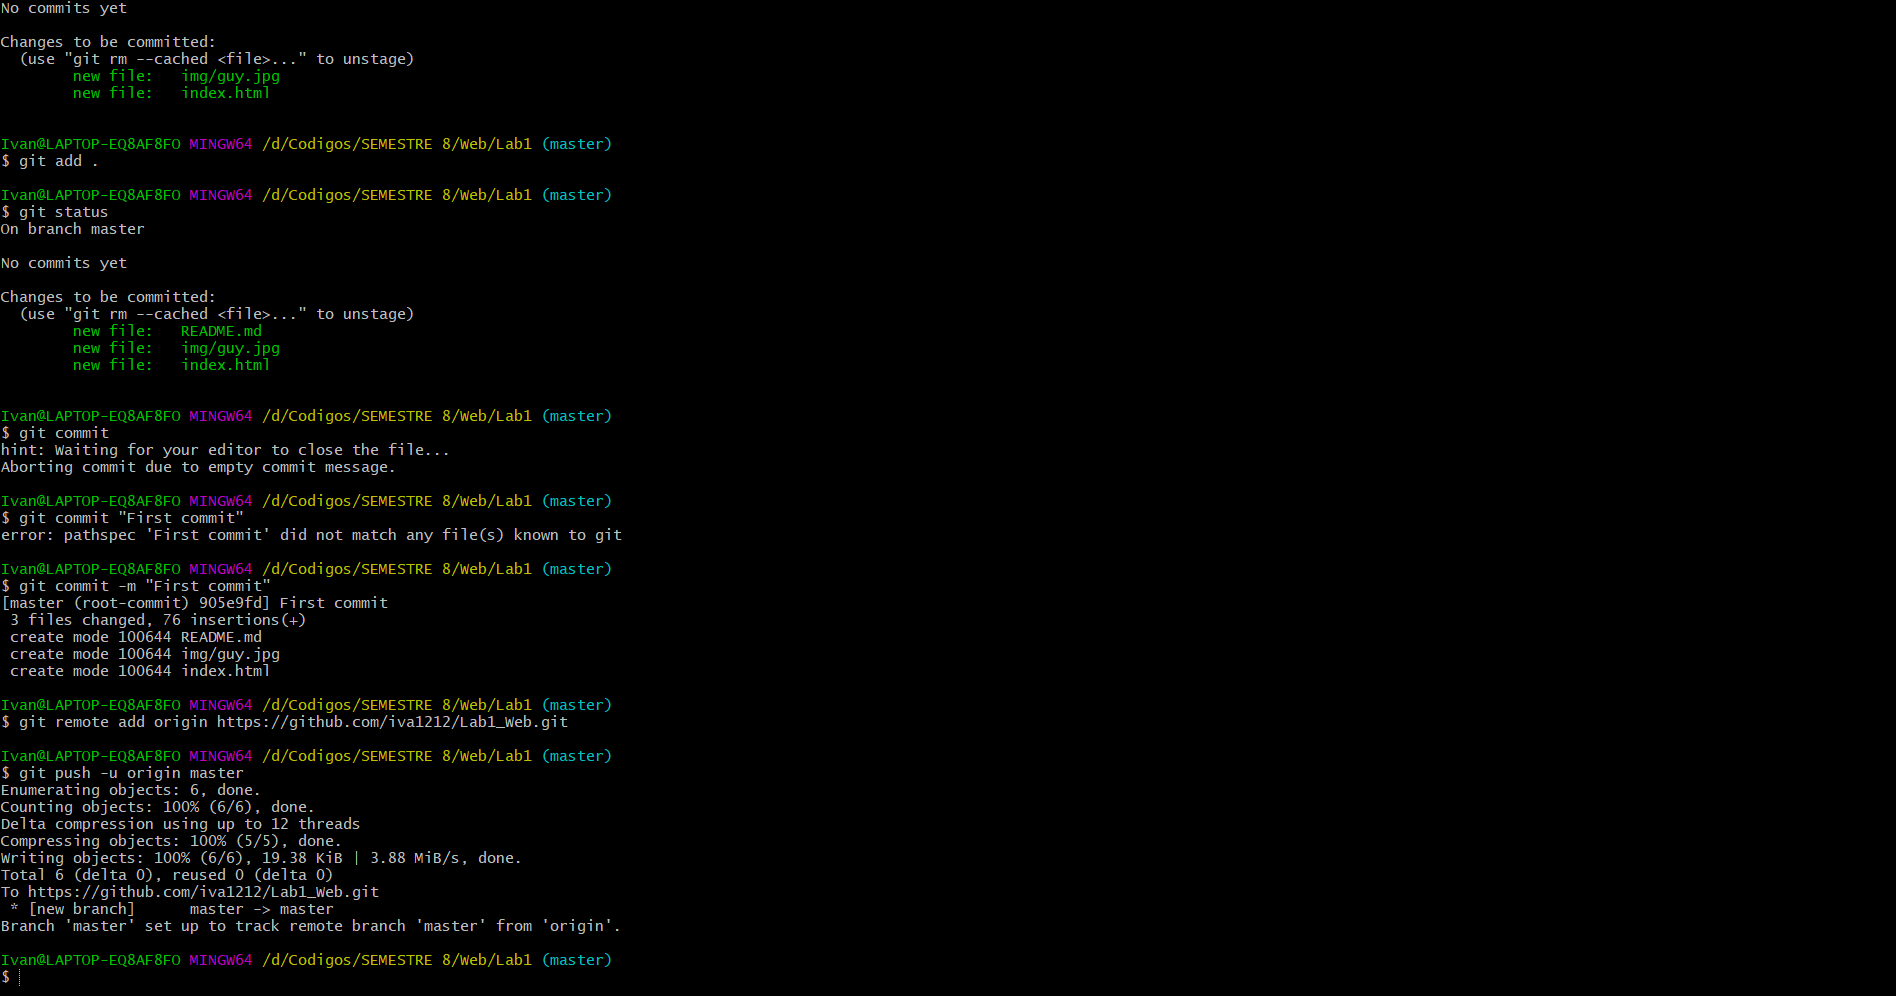 No commits yet
Changes to be committed:
  (use "git rm --cached <file>..." to unstage)
        new file:   img/guy.jpg
        new file:   index.html
Ivan@LAPTOP-EQ8AF8FO MINGW64 /d/Codigos/SEMESTRE 8/Web/Lab1 (master)
$ git add .
Ivan@LAPTOP-EQ8AF8FO MINGW64 /d/Codigos/SEMESTRE 8/Web/Lab1 (master)
$ git status
On branch master
No commits yet
Changes to be committed:
  (use "git rm --cached <file>..." to unstage)
        new file:   README.md
        new file:   img/guy.jpg
        new file:   index.html
Ivan@LAPTOP-EQ8AF8FO MINGW64 /d/Codigos/SEMESTRE 8/Web/Lab1 (master)
$ git commit
hint: Waiting for your editor to close the file...
Aborting commit due to empty commit message.
Ivan@LAPTOP-EQ8AF8FO MINGW64 /d/Codigos/SEMESTRE 8/Web/Lab1 (master)
$ git commit "First commit"
error: pathspec 'First commit' did not match any file(s) known to git
Ivan@LAPTOP-EQ8AF8FO MINGW64 /d/Codigos/SEMESTRE 8/Web/Lab1 (master)
$ git commit -m "First commit"
[master (root-commit) 905e9fd] First commit
 3 files changed, 76 insertions(+)
 create mode 100644 README.md
 create mode 100644 img/guy.jpg
 create mode 100644 index.html
Ivan@LAPTOP-EQ8AF8FO MINGW64 /d/Codigos/SEMESTRE 8/Web/Lab1 (master)
$ git remote add origin https://github.com/iva1212/Lab1_Web.git
Ivan@LAPTOP-EQ8AF8FO MINGW64 /d/Codigos/SEMESTRE 8/Web/Lab1 (master)
$ git push -u origin master
Enumerating objects: 6, done.
Counting objects: 100% (6/6), done.
Delta compression using up to 12 threads
Compressing objects: 100% (5/5), done.
Writing objects: 100% (6/6), 19.38 KiB | 3.88 MiB/s, done.
Total 6 (delta 0), reused 0 (delta 0)
To https://github.com/iva1212/Lab1_Web.git
 * [new branch]      master -> master
Branch 'master' set up to track remote branch 'master' from 'origin'.
Ivan@LAPTOP-EQ8AF8FO MINGW64 /d/Codigos/SEMESTRE 8/Web/Lab1 (master)
$